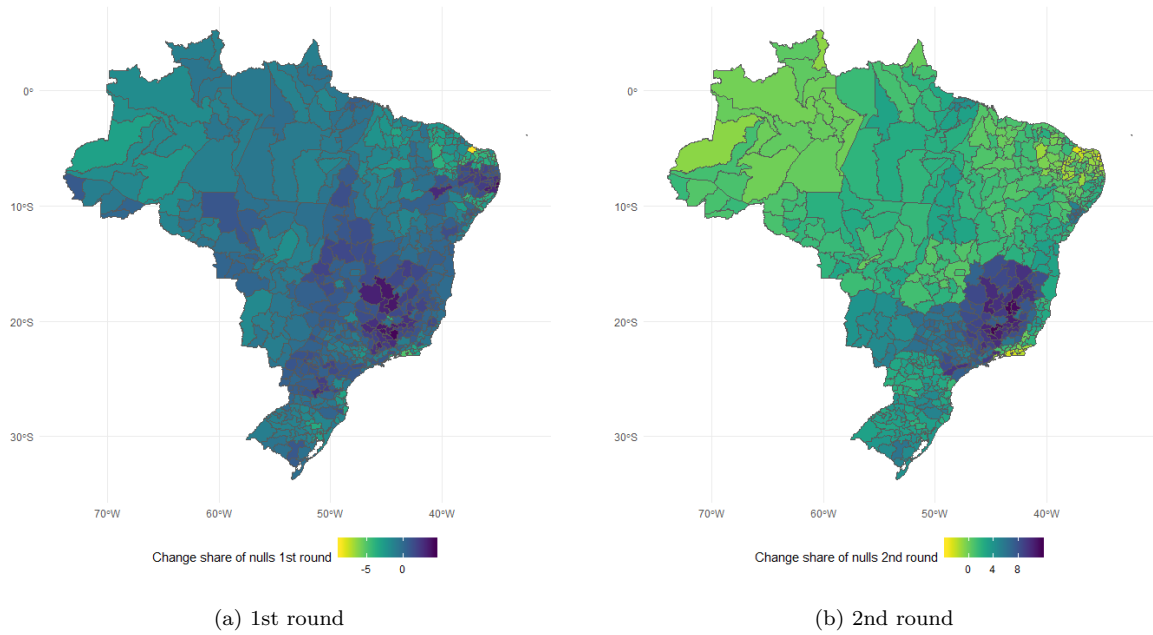 0°
10°S
20°S
30°S
70°W 60°W 50°W 40°W
Change share of nulls 1st round
-5 0
(a) 1st round
0°
10°S
20°S
30°S
70°W 60°W 50°W 40°W
Change share of nulls 2nd round
0 4 8
(b) 2nd round